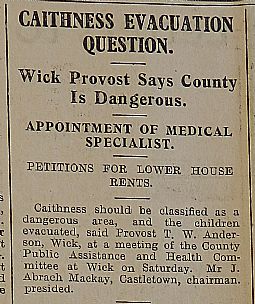 CAITHNESS EVACUATION
QUESTION.
Wick Provost Says County
Is Dangerous.
APPOINTMENT OF MEDICAL
SPECIALIST.
PETITIONS FOR LOWER HOUSE
RENTS.
Caithness should be classified as a
dangerous area, and the children
evacuated, said Provost T. W. Ander-
son, Wick, at a meeting of the County
Public Assistance and Health Com-
mittee at Wick on Saturday. Mr J.
Abrach Mackay, Castletown, chairman,
presided.